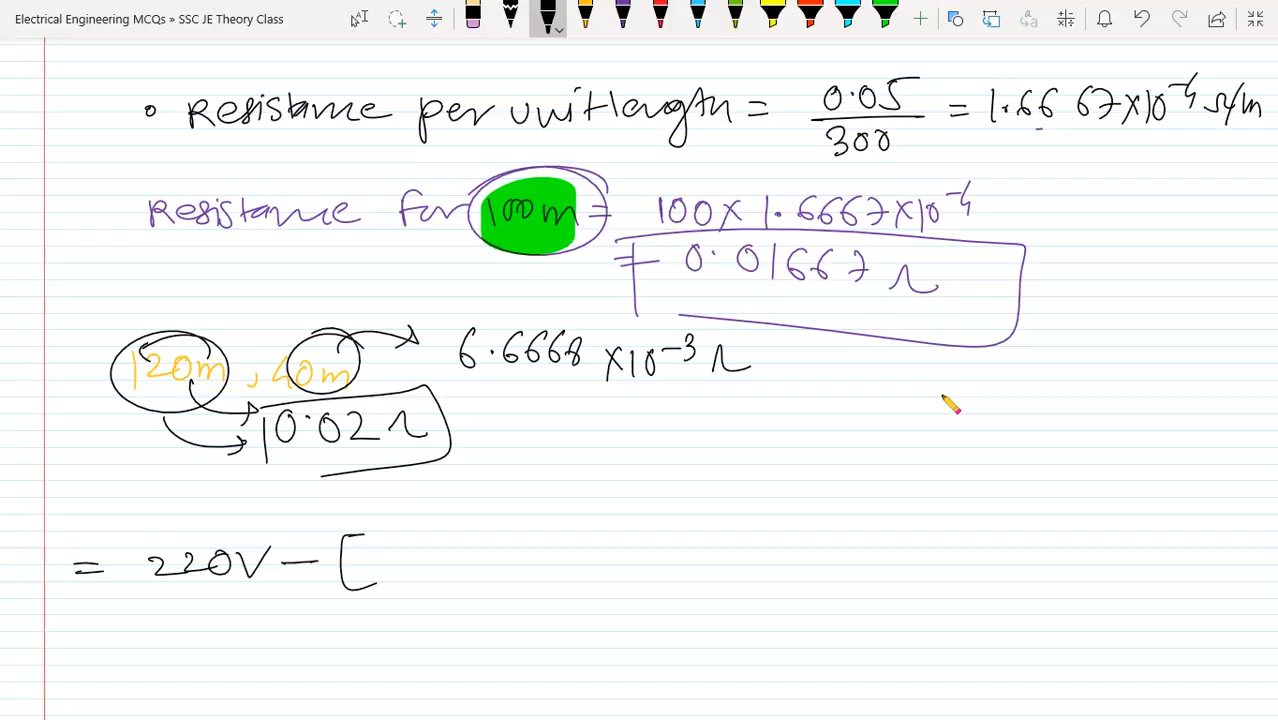 Electrical Engineering MCQs » SSC JE Theory Class
• Resistance per unit length = 0.05/300 = 1.6667×10⁻⁴ Ω/m
Resistance for 100m = 100 × 1.6667×10⁻⁴
= 0.01667 Ω
120m, 40m → 6.6668 ×10⁻³ Ω
0.02 Ω
= 220V – [